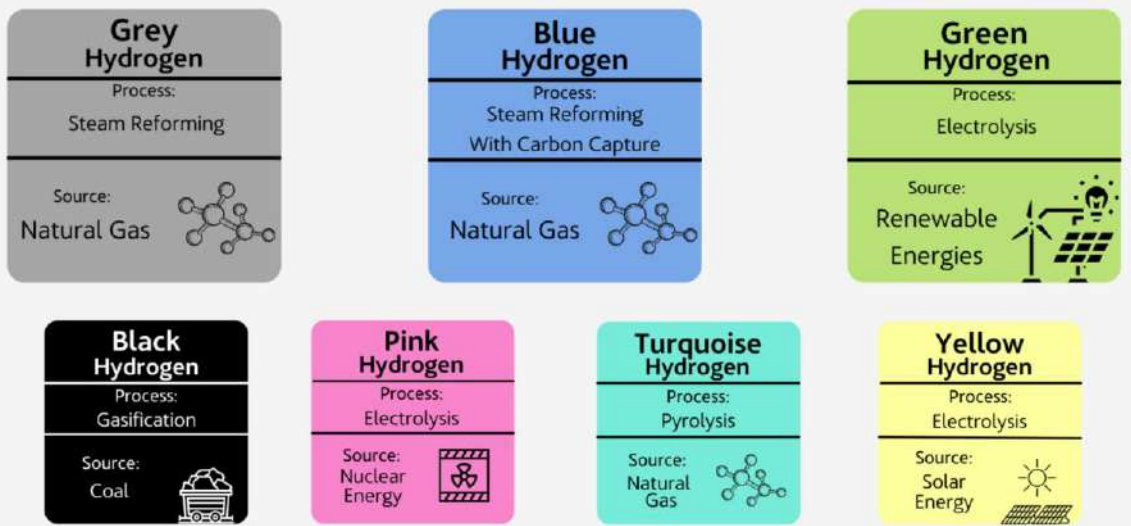 Grey
Hydrogen
Process:
Steam Reforming
Source:
Natural Gas
Blue
Hydrogen
Process:
Steam Reforming
With Carbon Capture
Source:
Natural Gas
Green
Hydrogen
Process:
Electrolysis
Source:
Renewable
Energies
Black
Hydrogen
Process:
Gasification
Source:
Coal
Pink
Hydrogen
Process:
Electrolysis
Source:
Nuclear
Energy
Turquoise
Hydrogen
Process:
Pyrolysis
Source:
Natural
Gas
Yellow
Hydrogen
Process:
Electrolysis
Source:
Solar
Energy